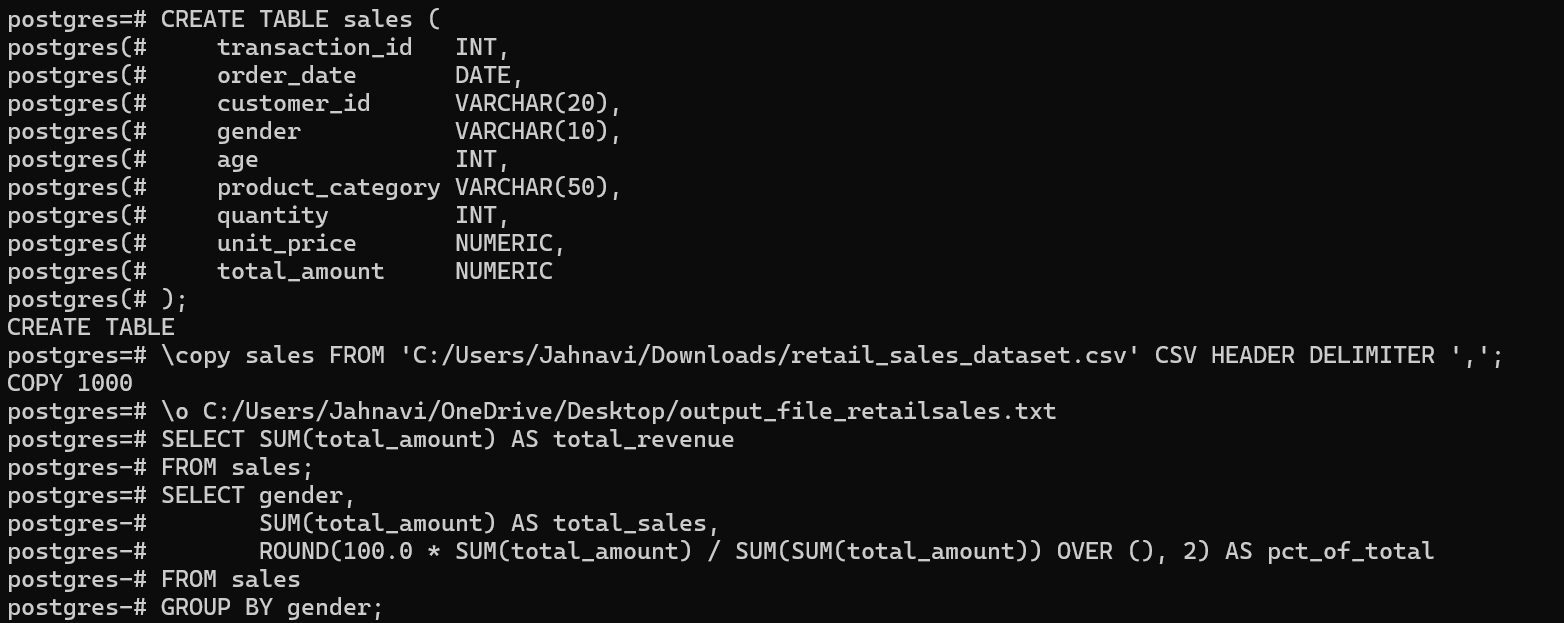 postgres=# CREATE TABLE sales (
postgres(#     transaction_id   INT,
postgres(#     order_date       DATE,
postgres(#     customer_id      VARCHAR(20),
postgres(#     gender           VARCHAR(10),
postgres(#     age              INT,
postgres(#     product_category VARCHAR(50),
postgres(#     quantity         INT,
postgres(#     unit_price       NUMERIC,
postgres(#     total_amount     NUMERIC
postgres(# );
CREATE TABLE
postgres=# \copy sales FROM 'C:/Users/Jahnavi/Downloads/retail_sales_dataset.csv' CSV HEADER DELIMITER ',';
COPY 1000
postgres=# \o C:/Users/Jahnavi/OneDrive/Desktop/output_file_retailsales.txt
postgres=# SELECT SUM(total_amount) AS total_revenue
postgres-# FROM sales;
postgres=# SELECT gender,
postgres-#        SUM(total_amount) AS total_sales,
postgres-#        ROUND(100.0 * SUM(total_amount) / SUM(SUM(total_amount)) OVER (), 2) AS pct_of_total
postgres-# FROM sales
postgres-# GROUP BY gender;